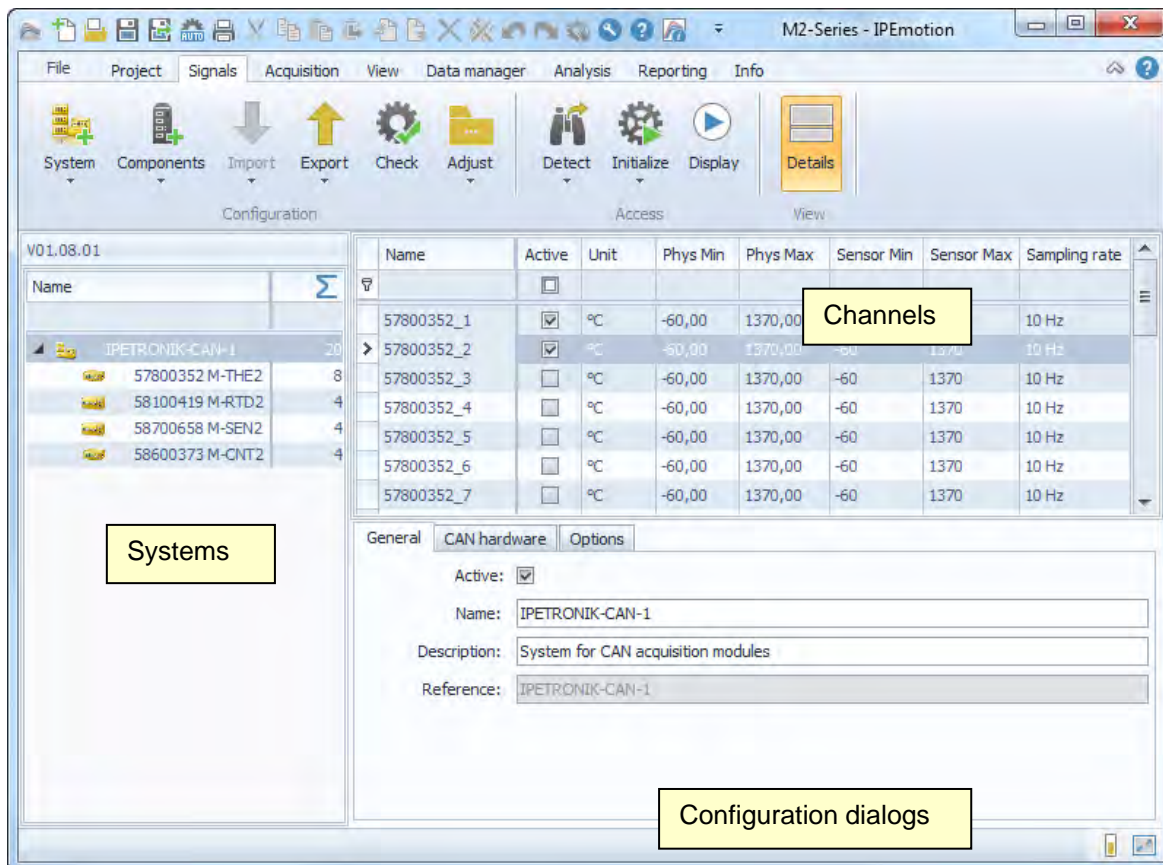 AUTO
M2-Series - IPEmotion
File Project Signals Acquisition View Data manager Analysis Reporting Info
System Components Import Export Check Adjust Detect Initialize Display Details
Configuration Access View
V01.08.01
Name Σ
IPETRONIK-CAN-1 20
57800352 M-THE2 8
58100419 M-RTD2 4
58700658 M-SEN2 4
58600373 M-CNT2 4
Systems
Name Active Unit Phys Min Phys Max Sensor Min Sensor Max Sampling rate
57800352_1 °C -60,00 1370,00 10 Hz
Channels
57800352_2 °C -60,00 1370,00 -60 1370 10 Hz
57800352_3 °C -60,00 1370,00 -60 1370 10 Hz
57800352_4 °C -60,00 1370,00 -60 1370 10 Hz
57800352_5 °C -60,00 1370,00 -60 1370 10 Hz
57800352_6 °C -60,00 1370,00 -60 1370 10 Hz
57800352_7 °C -60,00 1370,00 -60 1370 10 Hz
General CAN hardware Options
Active:
Name: IPETRONIK-CAN-1
Description: System for CAN acquisition modules
Reference: IPETRONIK-CAN-1
Configuration dialogs